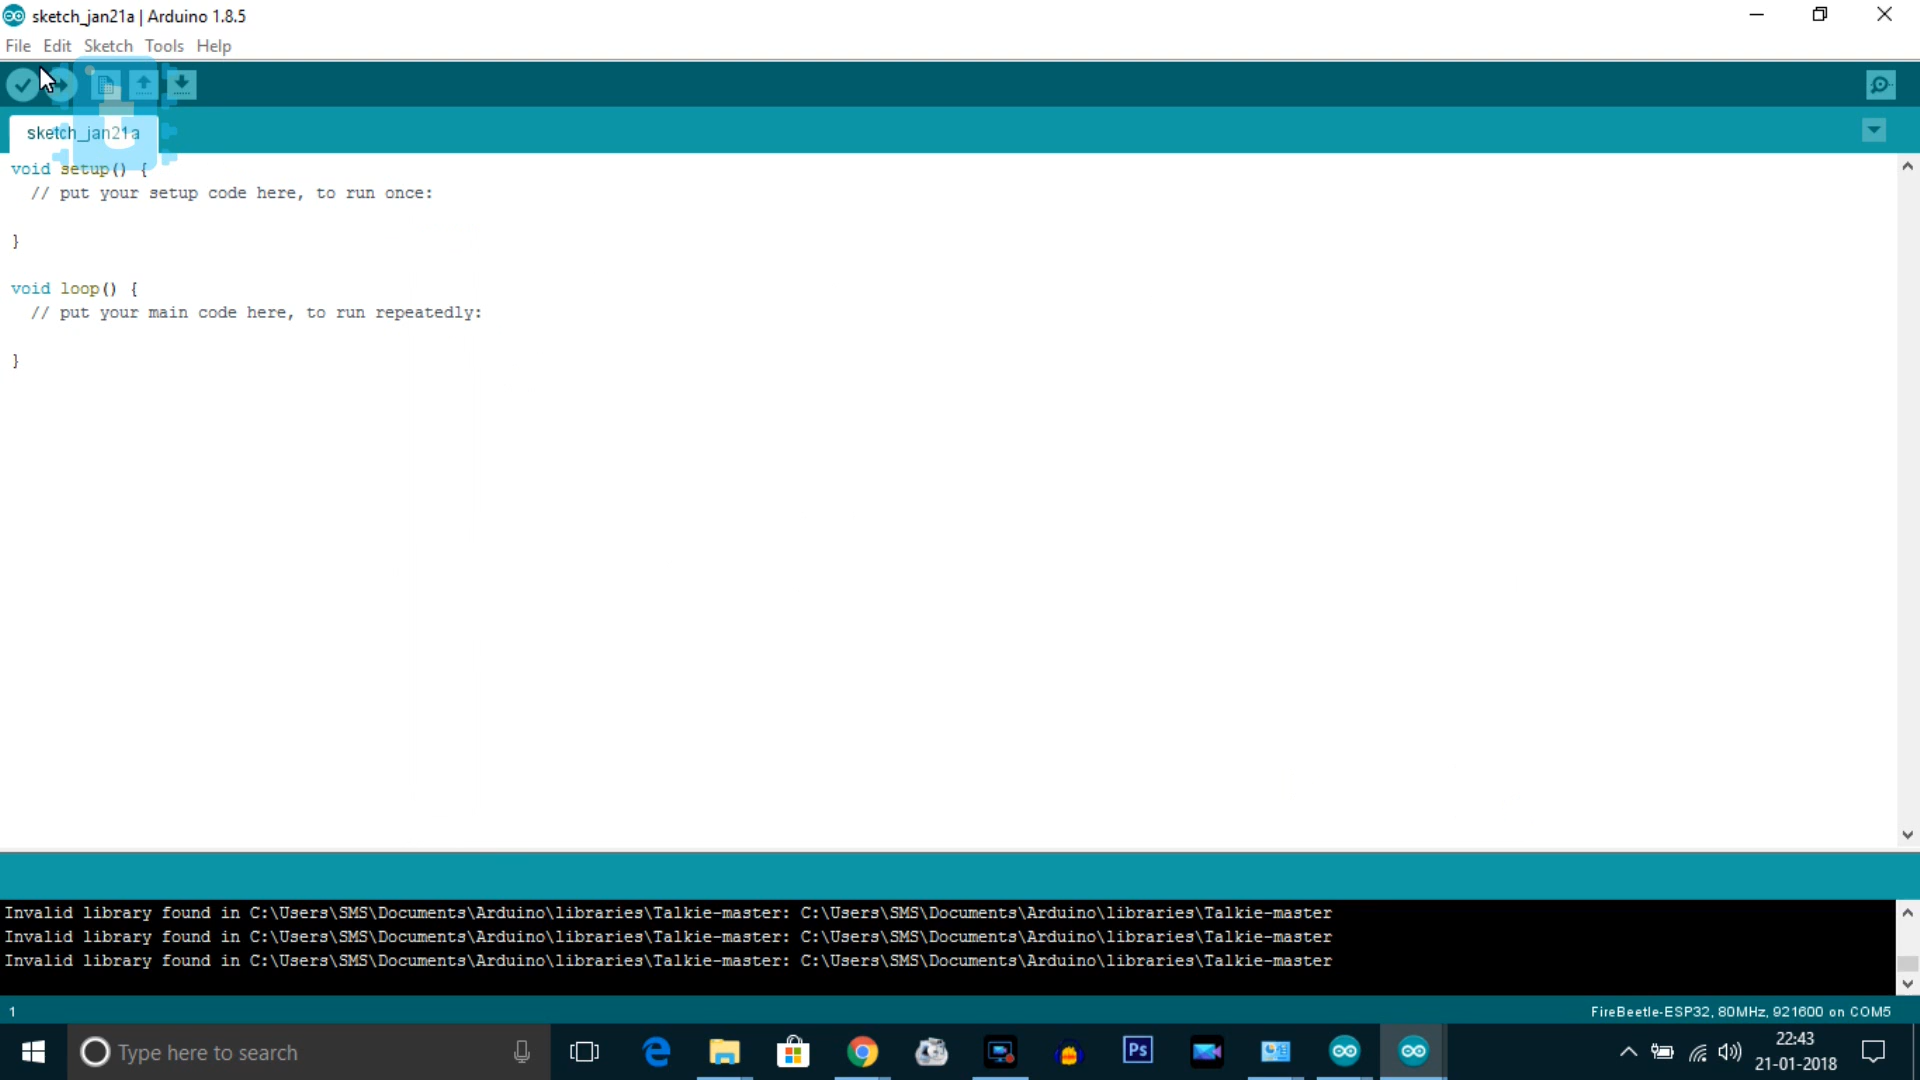 sketch_jan21a | Arduino 1.8.5
File Edit Sketch Tools Help
sketch_jan21a
void setup() {
  // put your setup code here, to run once:
}
void loop() {
  // put your main code here, to run repeatedly:
}
Invalid library found in C:\Users\SMS\Documents\Arduino\libraries\Talkie-master: C:\Users\SMS\Documents\Arduino\libraries\Talkie-master
Invalid library found in C:\Users\SMS\Documents\Arduino\libraries\Talkie-master: C:\Users\SMS\Documents\Arduino\libraries\Talkie-master
Invalid library found in C:\Users\SMS\Documents\Arduino\libraries\Talkie-master: C:\Users\SMS\Documents\Arduino\libraries\Talkie-master
1
FireBeetle-ESP32, 80MHz, 921600 on COM5
Type here to search
Ps
22:43
21-01-2018